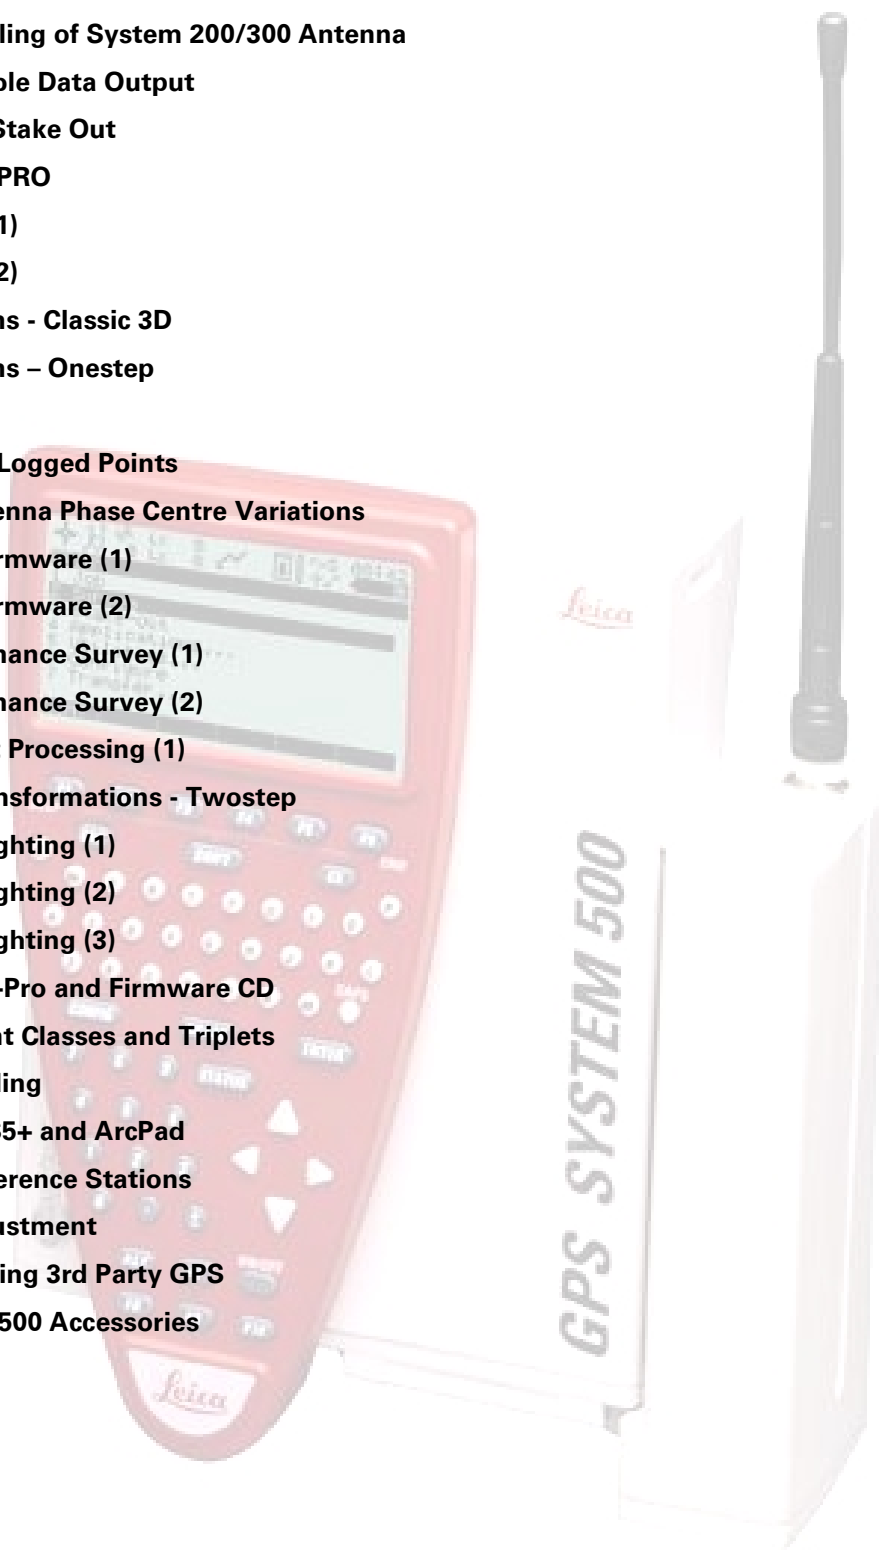 ling of System 200/300 Antenna
ble Data Output
Stake Out
PRO
1)
2)
ns - Classic 3D
ns – Onestep
Logged Points
enna Phase Centre Variations
rmware (1)
rmware (2)
nance Survey (1)
nance Survey (2)
t Processing (1)
nsformations - Twostep
ghting (1)
ghting (2)
ghting (3)
-Pro and Firmware CD
nt Classes and Triplets
ling
35+ and ArcPad
erence Stations
ustment
ing 3rd Party GPS
500 Accessories
Leica
GPS SYSTEM 500
Leica